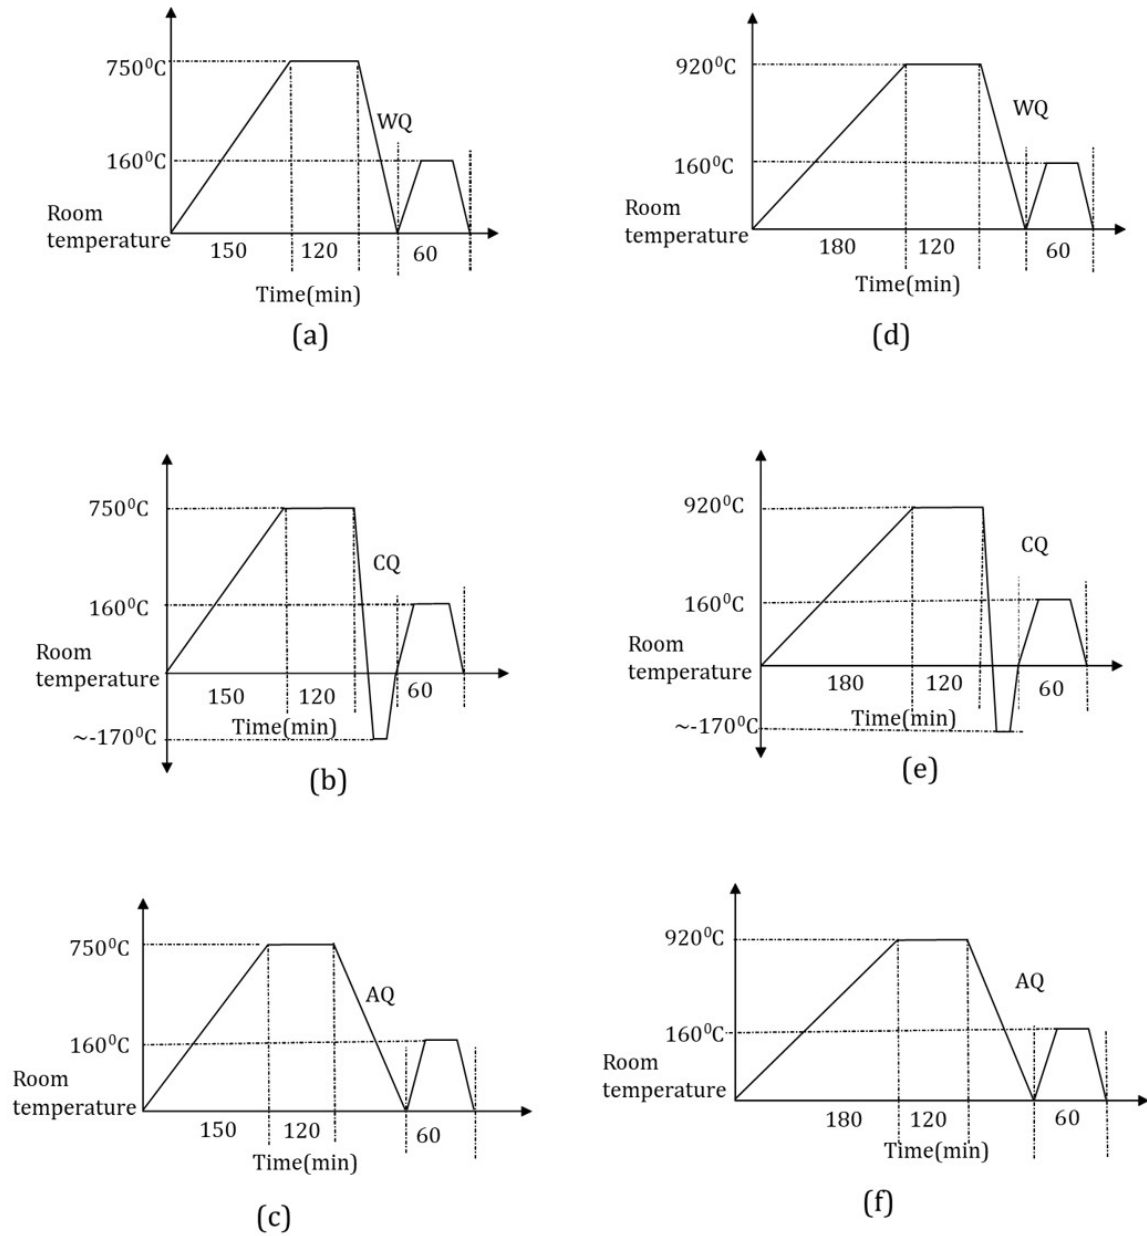 750⁰C
WQ
160⁰C
Room
temperature
150
120
60
Time(min)
(a)
920⁰C
WQ
160⁰C
Room
temperature
180
120
60
Time(min)
(d)
750⁰C
CQ
160⁰C
Room
temperature
150
120
60
Time(min)
~-170⁰C
(b)
920⁰C
CQ
160⁰C
Room
temperature
180
120
60
Time(min)
~-170⁰C
(e)
750⁰C
AQ
160⁰C
Room
temperature
150
120
60
Time(min)
(c)
920⁰C
AQ
160⁰C
Room
temperature
180
120
60
Time(min)
(f)